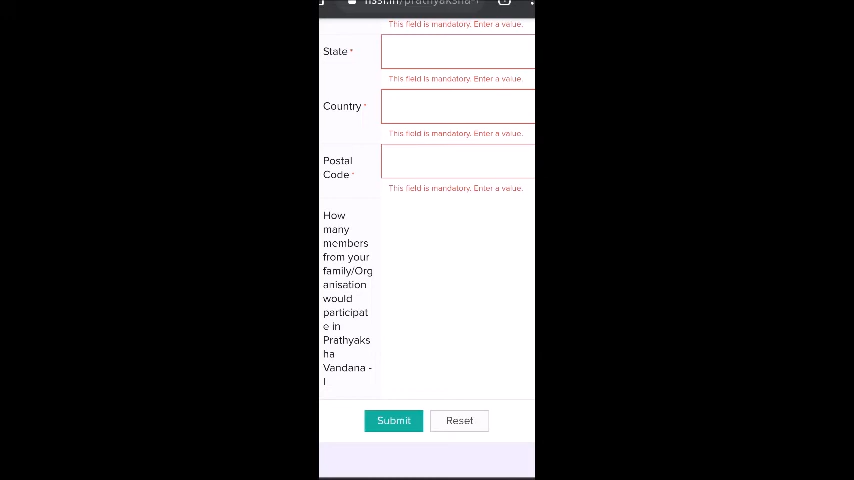 This field is mandatory. Enter a value.
State *
This field is mandatory. Enter a value.
Country *
This field is mandatory. Enter a value.
Postal
Code *
This field is mandatory. Enter a value.
How
many
members
from your
family/Org
anisation
would
participat
e in
Prathyaks
ha
Vandana -
I
Submit Reset